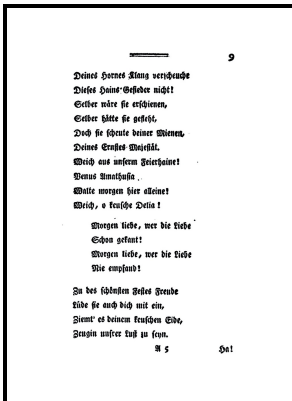 9
Deines Hornes Klang verscheuche
Dieses Hains Gefieder nicht!
Selber wäre sie erschienen,
Selber hätte sie gefleht,
Doch sie scheute deiner Mienen,
Deines Ernstes Majestät.
Weich aus unserm Feierhaine!
Venus Amathusia
Walte morgen hier alleine!
Weich, o keusche Delia!
Morgen liebe, wer die Liebe
Schon gekant!
Morgen liebe, wer die Liebe
Nie empfand!
Zu des schönsten Festes Freude
Lüde sie auch dich mit ein,
Ziemt' es deinem keuschen Eide,
Zeugin unsrer Lust zu seyn.
A 5 Ha!